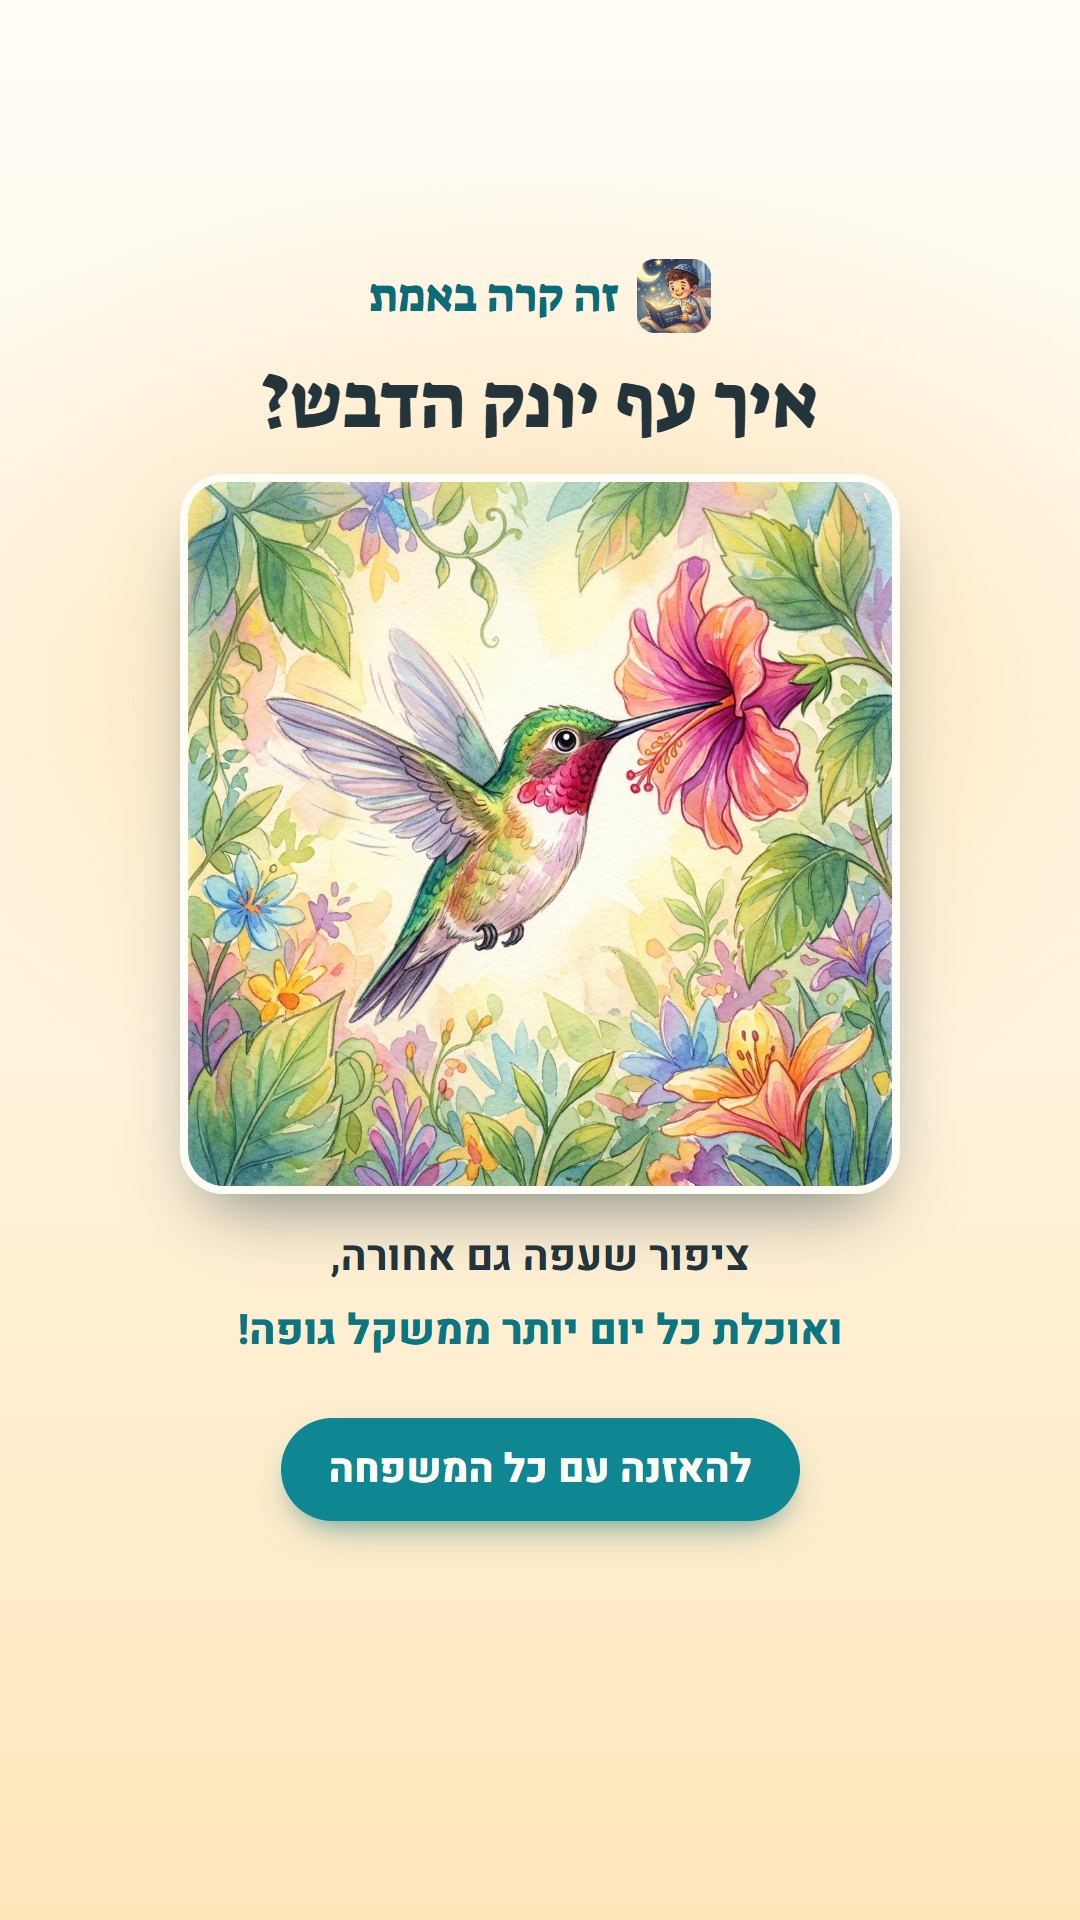 זה קרה באמת
איך עף יונק הדבש?
ציפור שעפה גם אחורה,
ואוכלת כל יום יותר ממשקל גופה!
להאזנה עם כל המשפחה